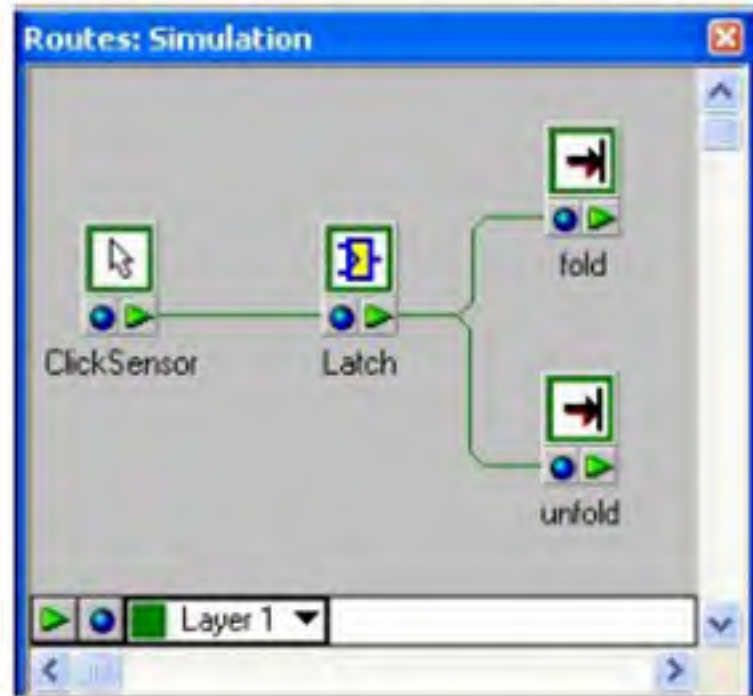 Routes: Simulation
fold
ClickSensor
Latch
unfold
Layer 1